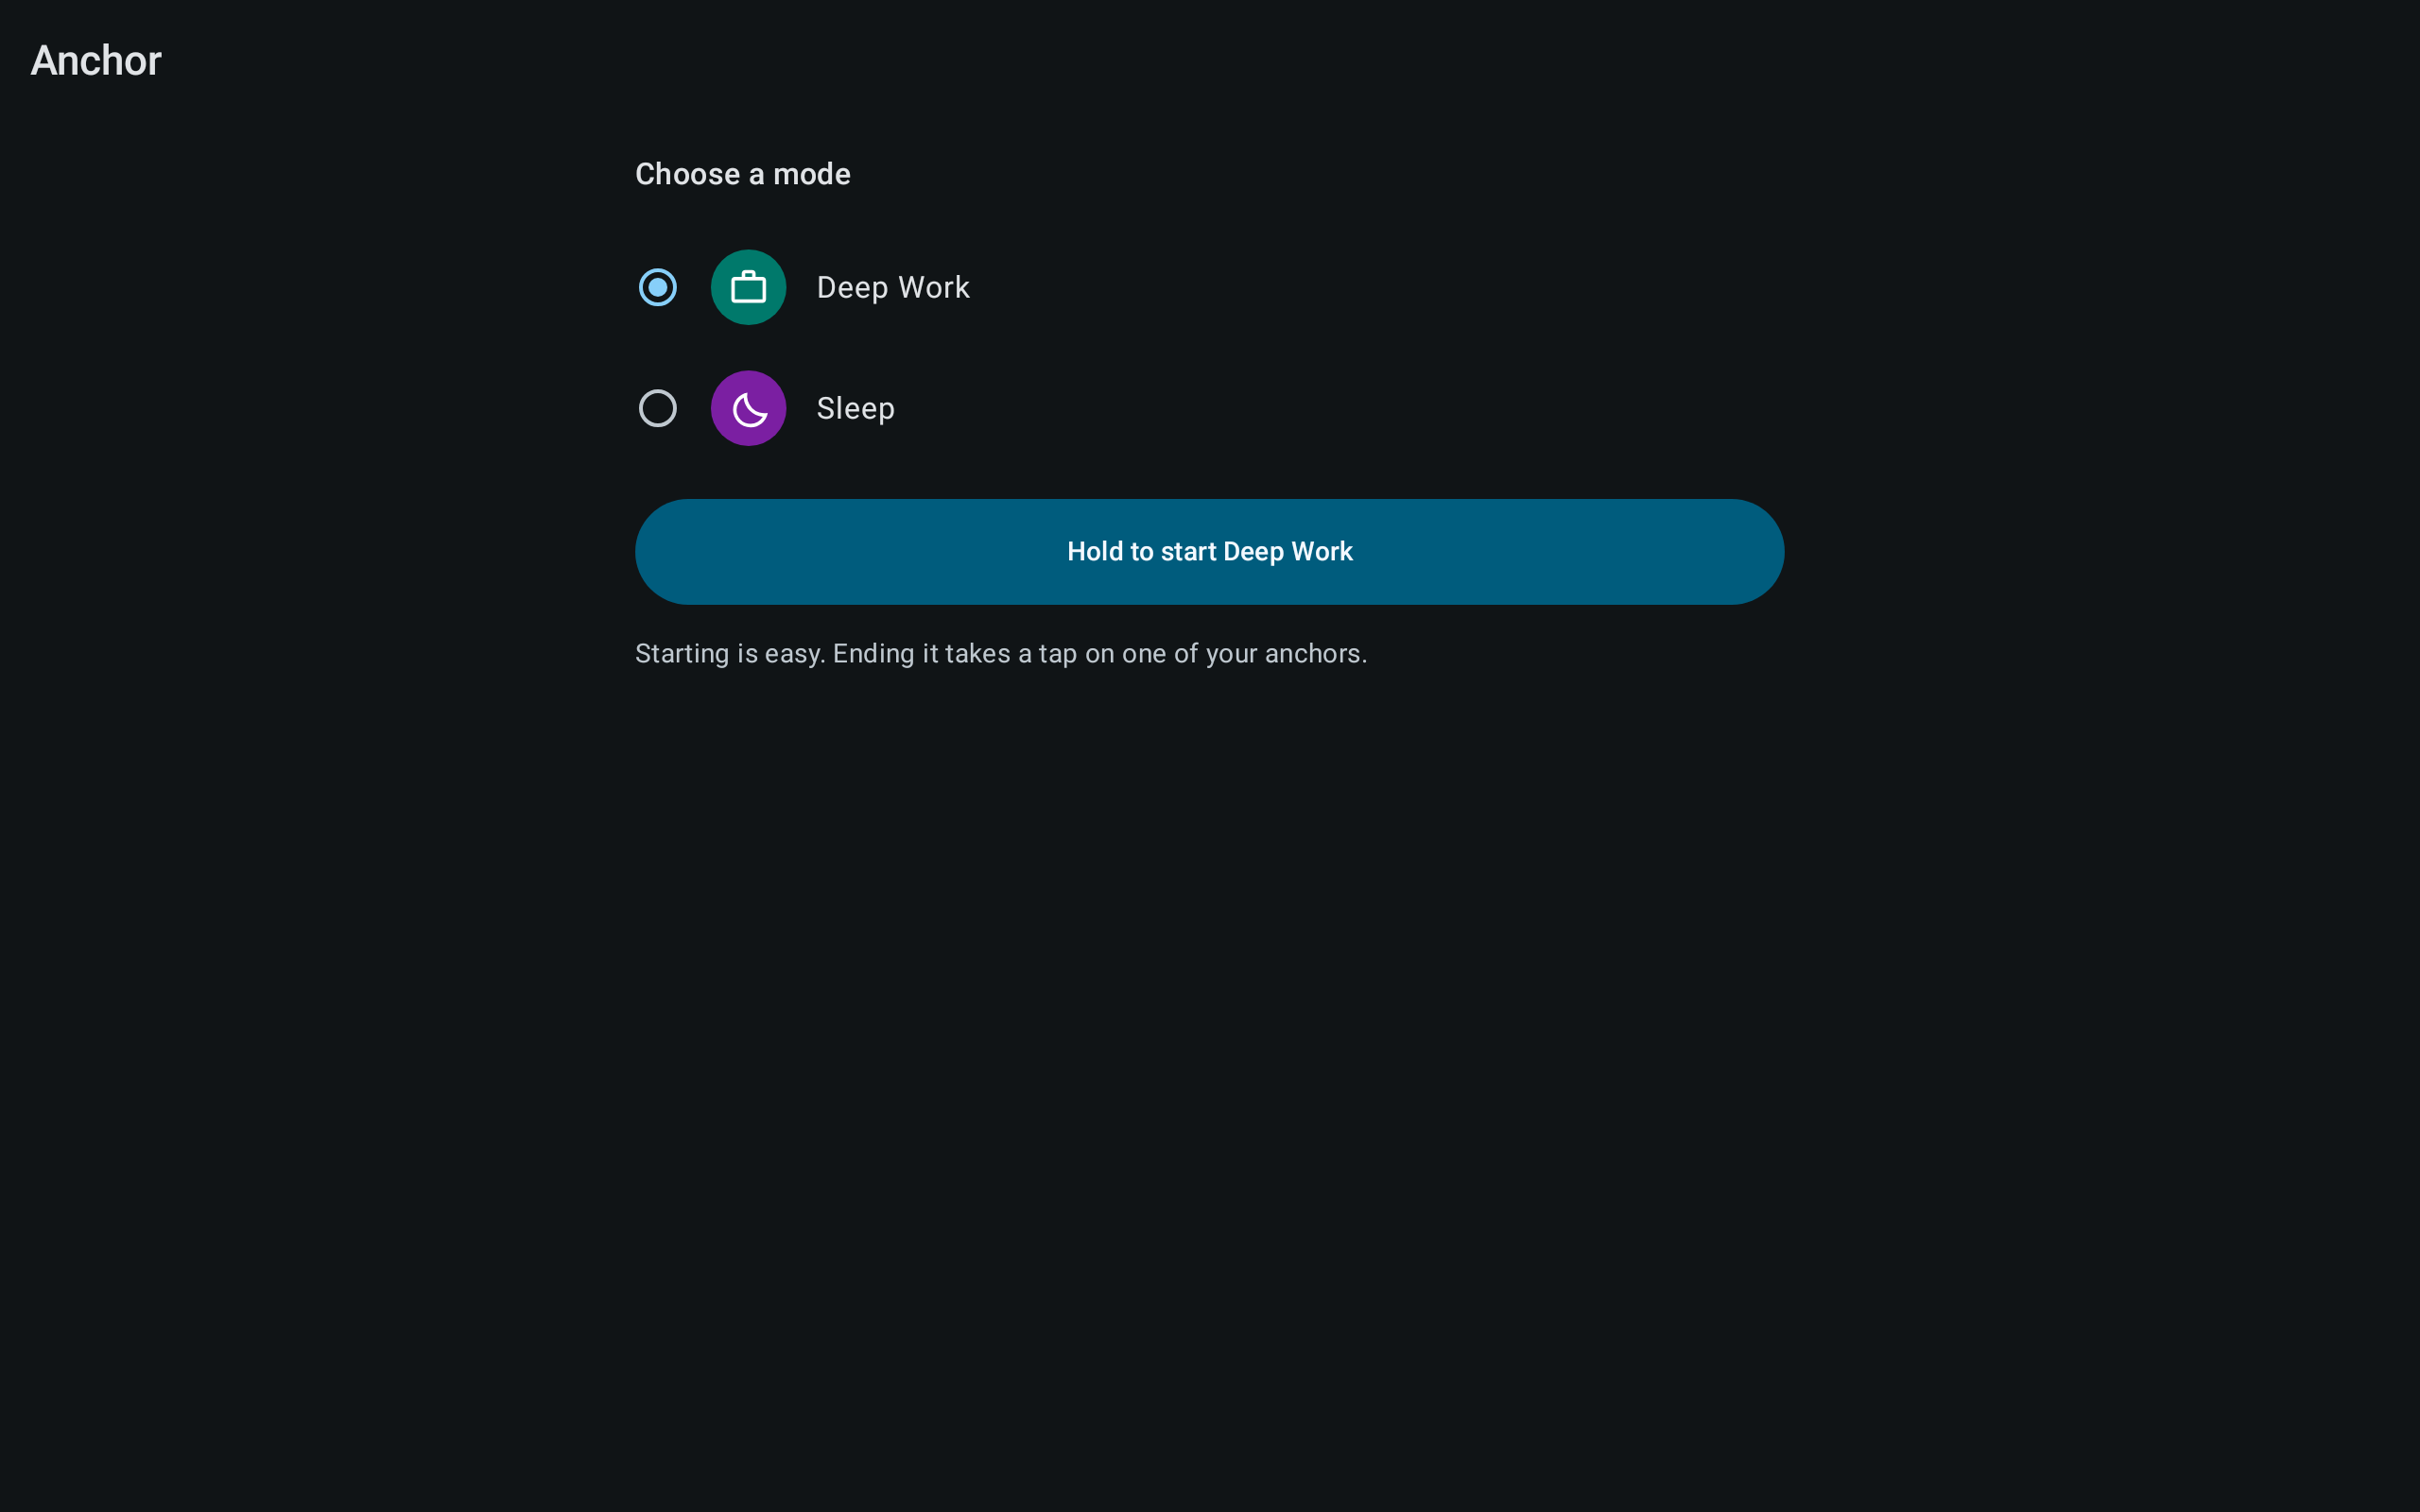 Anchor
Choose a mode
Deep Work
Sleep
Hold to start Deep Work
Starting is easy. Ending it takes a tap on one of your anchors.